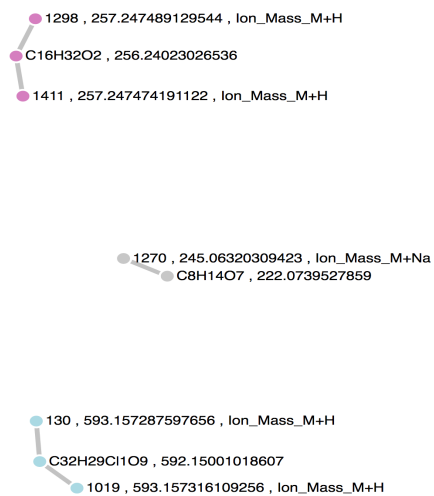 1298 , 257.247489129544 , Ion_Mass_M+H
C16H32O2 , 256.24023026536
1411 , 257.247474191122 , Ion_Mass_M+H
1270 , 245.06320309423 , Ion_Mass_M+Na
C8H14O7 , 222.0739527859
130 , 593.157287597656 , Ion_Mass_M+H
C32H29Cl1O9 , 592.15001018607
1019 , 593.157316109256 , Ion_Mass_M+H